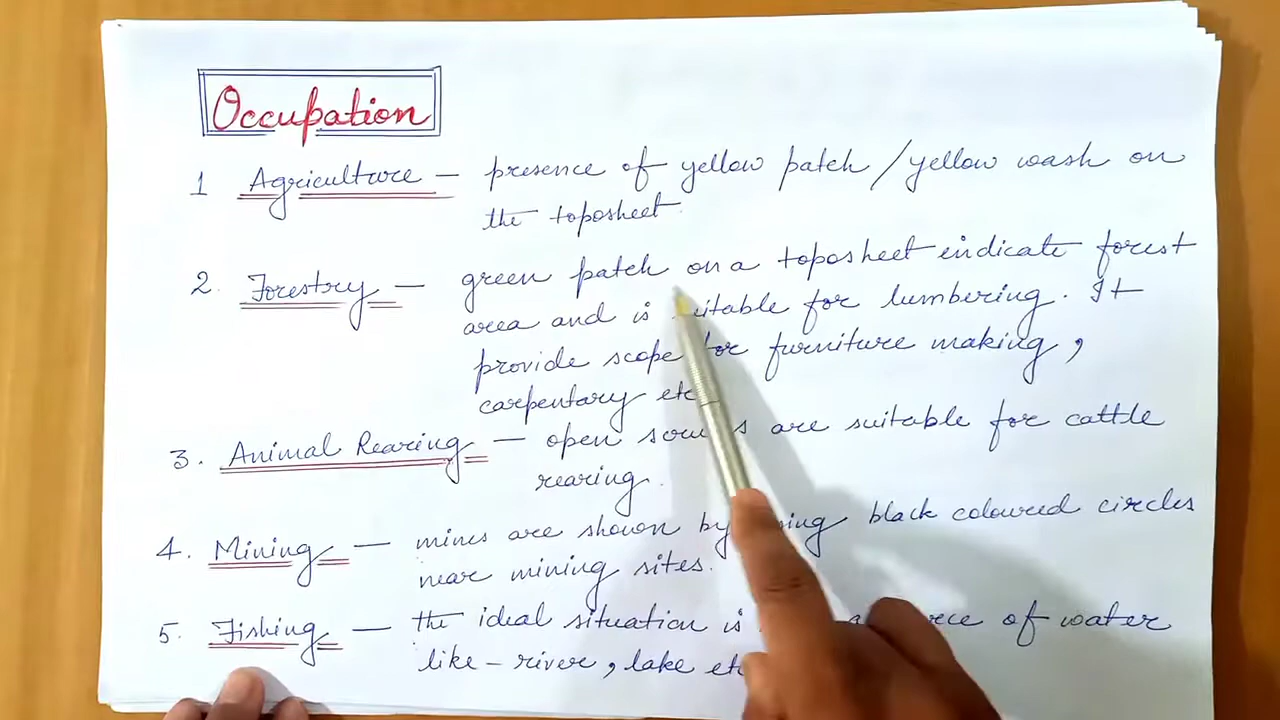 Occupation
1 Agriculture - presence of yellow patch / yellow wash on
the toposheet.
2. Forestry - green patch on a toposheet indicate forest
area and is suitable for lumbering. It
provide scope for furniture making,
carpentary etc
3. Animal Rearing - open are suitable for cattle
rearing.
4. Mining - mines are shown by black coloured circles
near mining sites.
5. Fishing - the ideal situation is of water
like - river, lake etc